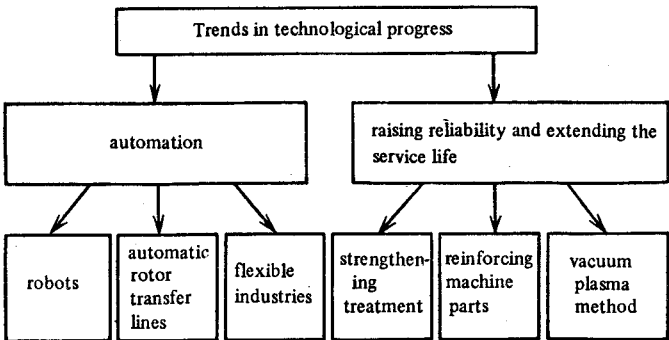 Trends in technological progress
automation
raising reliability and extending the
service life
robots
automatic
rotor
transfer
lines
flexible
industries
strengthen-
ing
treatment
reinforcing
machine
parts
vacuum
plasma
method